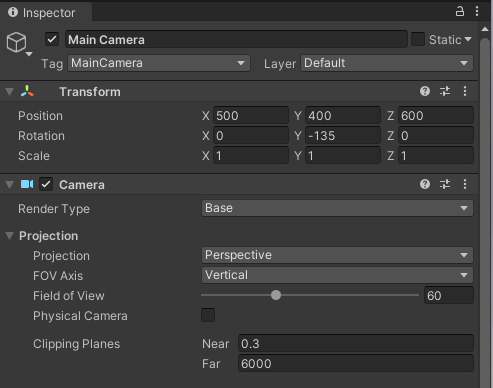 Inspector
Main Camera Static
Tag MainCamera Layer Default
Transform
Position X 500 Y 400 Z 600
Rotation X 0 Y -135 Z 0
Scale X 1 Y 1 Z 1
Camera
Render Type Base
Projection
Projection Perspective
FOV Axis Vertical
Field of View 60
Physical Camera
Clipping Planes Near 0.3
Far 6000